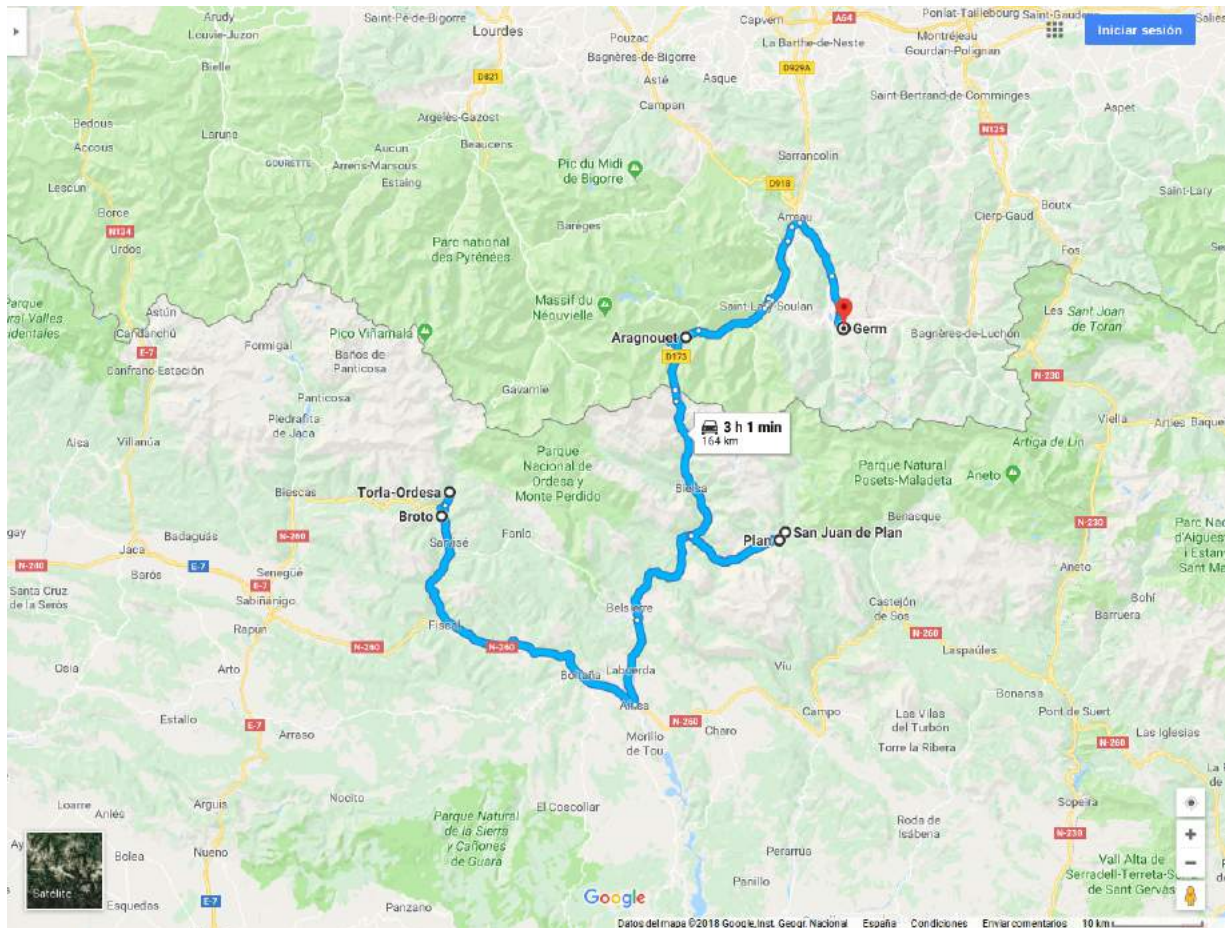 Arudy
Saint-Pé-de-Bigorre
Capvern
A64
Ponlat-Taillebourg
Saint-Gaudens
Louvie-Juzon
Lourdes
Pouzac
La Barthe-de-Neste
Montréjeau
Gourdan-Polignan
Iniciar sesión
Bielle
D821
Bagnères-de-Bigorre
D929A
Asté
Asque
Campan
Saint-Bertrand-de-Comminges
Aspet
Bedous
Accous
Laruns
Argelès-Gazost
Aucun
Beaucens
N125
GOURETTE
Arrens-Marsous
Estaing
Sarrancolin
Pic du Midi
de Bigorre
Lescun
D918
Saint-Lary
Borce
Urdos
N134
Barèges
Arreau
Cierp-Gaud
Boutx
Fos
Parc national
des Pyrénées
Parque
Astún
Candanchú
Massif du
Néouvielle
Saint-Lary-Soulan
Les
Sant Joan
de Toran
Pico Viñamala
Aragnouet
Germ
Bagnères-de-Luchon
E-7
Formigal
Baños de
Panticosa
D173
Canfranc-Estación
Gavarnie
N-230
Panticosa
Piedrafita
de Jaca
3 h 1 min
164 km
Viella
Arties
Aísa
Villanúa
Artiga de Lin
Parque
Nacional de
Ordesa y
Monte Perdido
Parque Natural
Posets-Maladeta
Aneto
Bielsa
Biescas
Torla-Ordesa
Broto
Benasque
N-230
Badaguás
N-260
Sarvisé
Fanlo
Plan
San Juan de Plan
Jaca
N-240
E-7
Barós
Senegüé
Aneto
Santa Cruz
de la Serós
E-7
Sabiñánigo
Belsierre
Castejón
de Sos
Bohí
Barruera
Rapún
Fiscal
N-260
N-260
N-260
Laspaúles
Osia
Arto
Boltaña
Labuerda
Viu
Bonansa
Estallo
E-7
Aínsa
N-260
Campo
Las Vilas
del Turbón
Pont de Suert
Charo
N-260
Las Iglesias
Morillo
de Tou
Torre la Ribera
Nocito
El Coscollar
Loarre
Aniés
Arguis
Sopeira
Parque Natural
de la Sierra
y Cañones
de Guara
Roda de
Isábena
Bolea
Nueno
N-230
Perarrúa
Panillo
Vall Alta de
Serradell-Terreta-
de Sant Gervàs
Satélite
Esquedas
E-7
Panzano
Google
Datos del mapa ©2018 Google, Inst. Geogr. Nacional España Condiciones Enviar comentarios 10 km